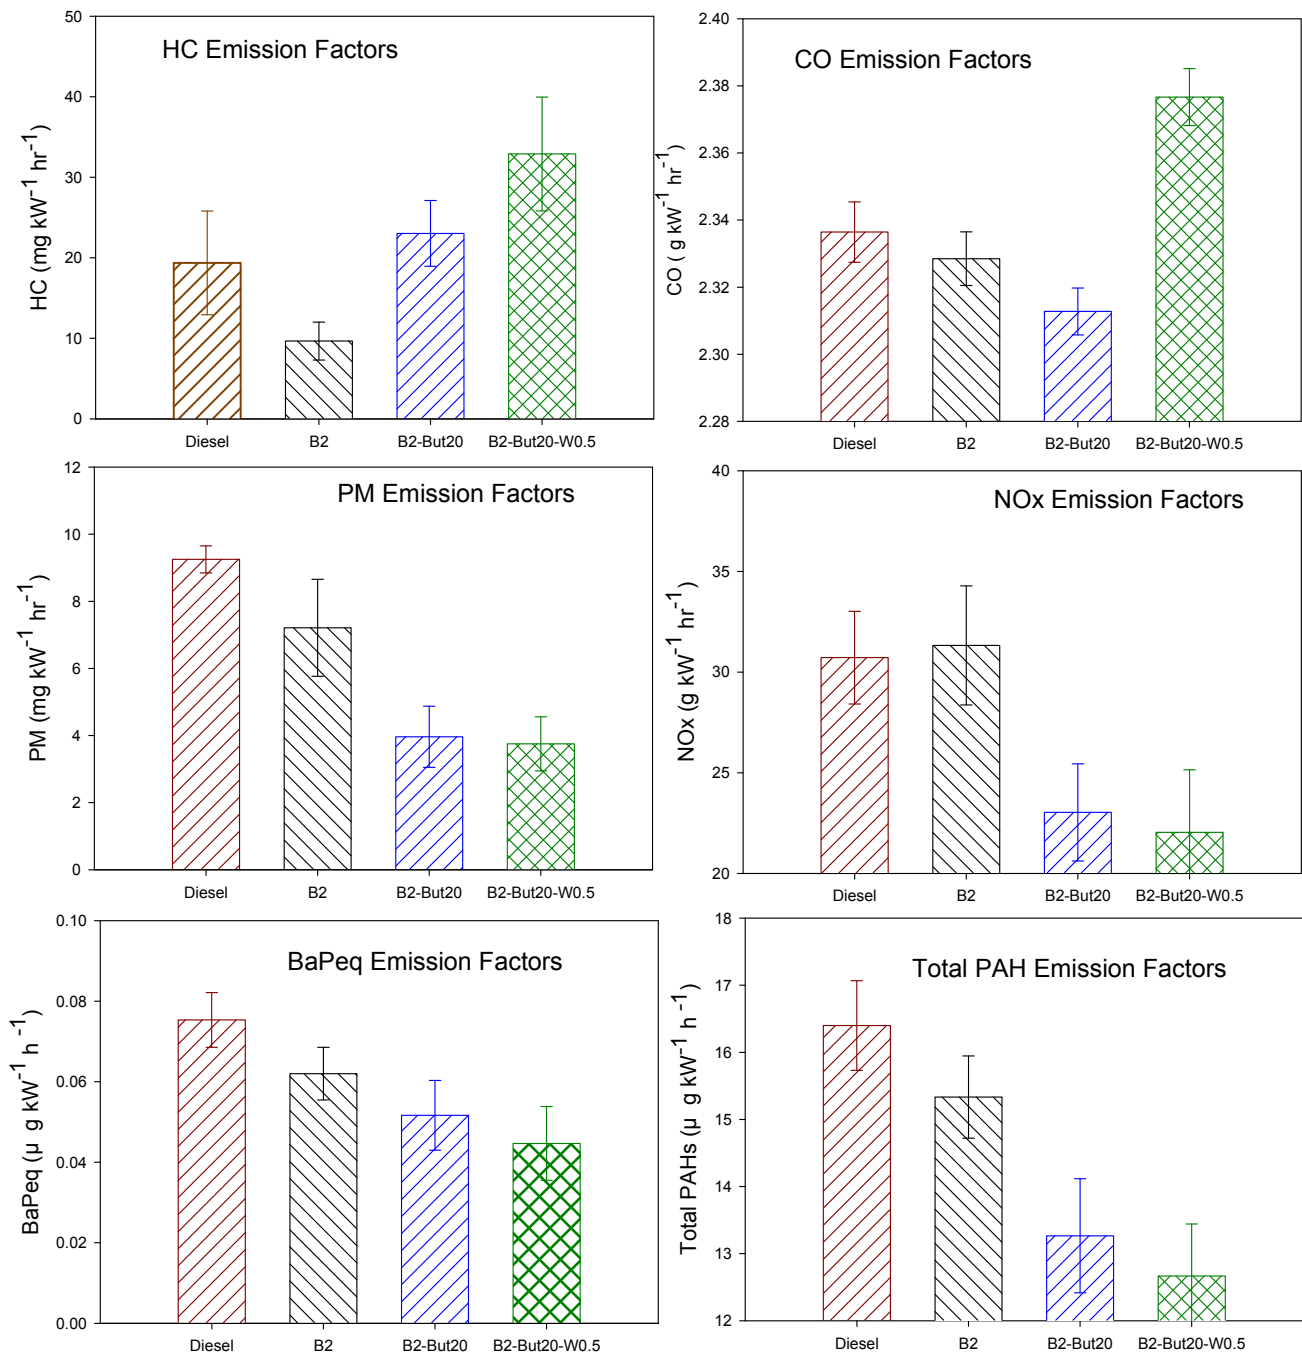 HC Emission Factors
HC (mg kW⁻¹ hr⁻¹)
50
40
30
20
10
0
Diesel
B2
B2-But20
B2-But20-W0.5
CO Emission Factors
CO ( g kW⁻¹ hr⁻¹)
2.40
2.38
2.36
2.34
2.32
2.30
2.28
Diesel
B2
B2-But20
B2-But20-W0.5
PM Emission Factors
PM (mg kW⁻¹ hr⁻¹)
12
10
8
6
4
2
0
Diesel
B2
B2-But20
B2-But20-W0.5
NOx Emission Factors
NOx (g kW⁻¹ hr⁻¹)
40
35
30
25
20
Diesel
B2
B2-But20
B2-But20-W0.5
BaPeq Emission Factors
BaPeq (μ g kW⁻¹ h ⁻¹)
0.10
0.08
0.06
0.04
0.02
0.00
Diesel
B2
B2-But20
B2-But20-W0.5
Total PAH Emission Factors
Total PAHs (μ g kW⁻¹ h ⁻¹)
18
17
16
15
14
13
12
Diesel
B2
B2-But20
B2-But20-W0.5